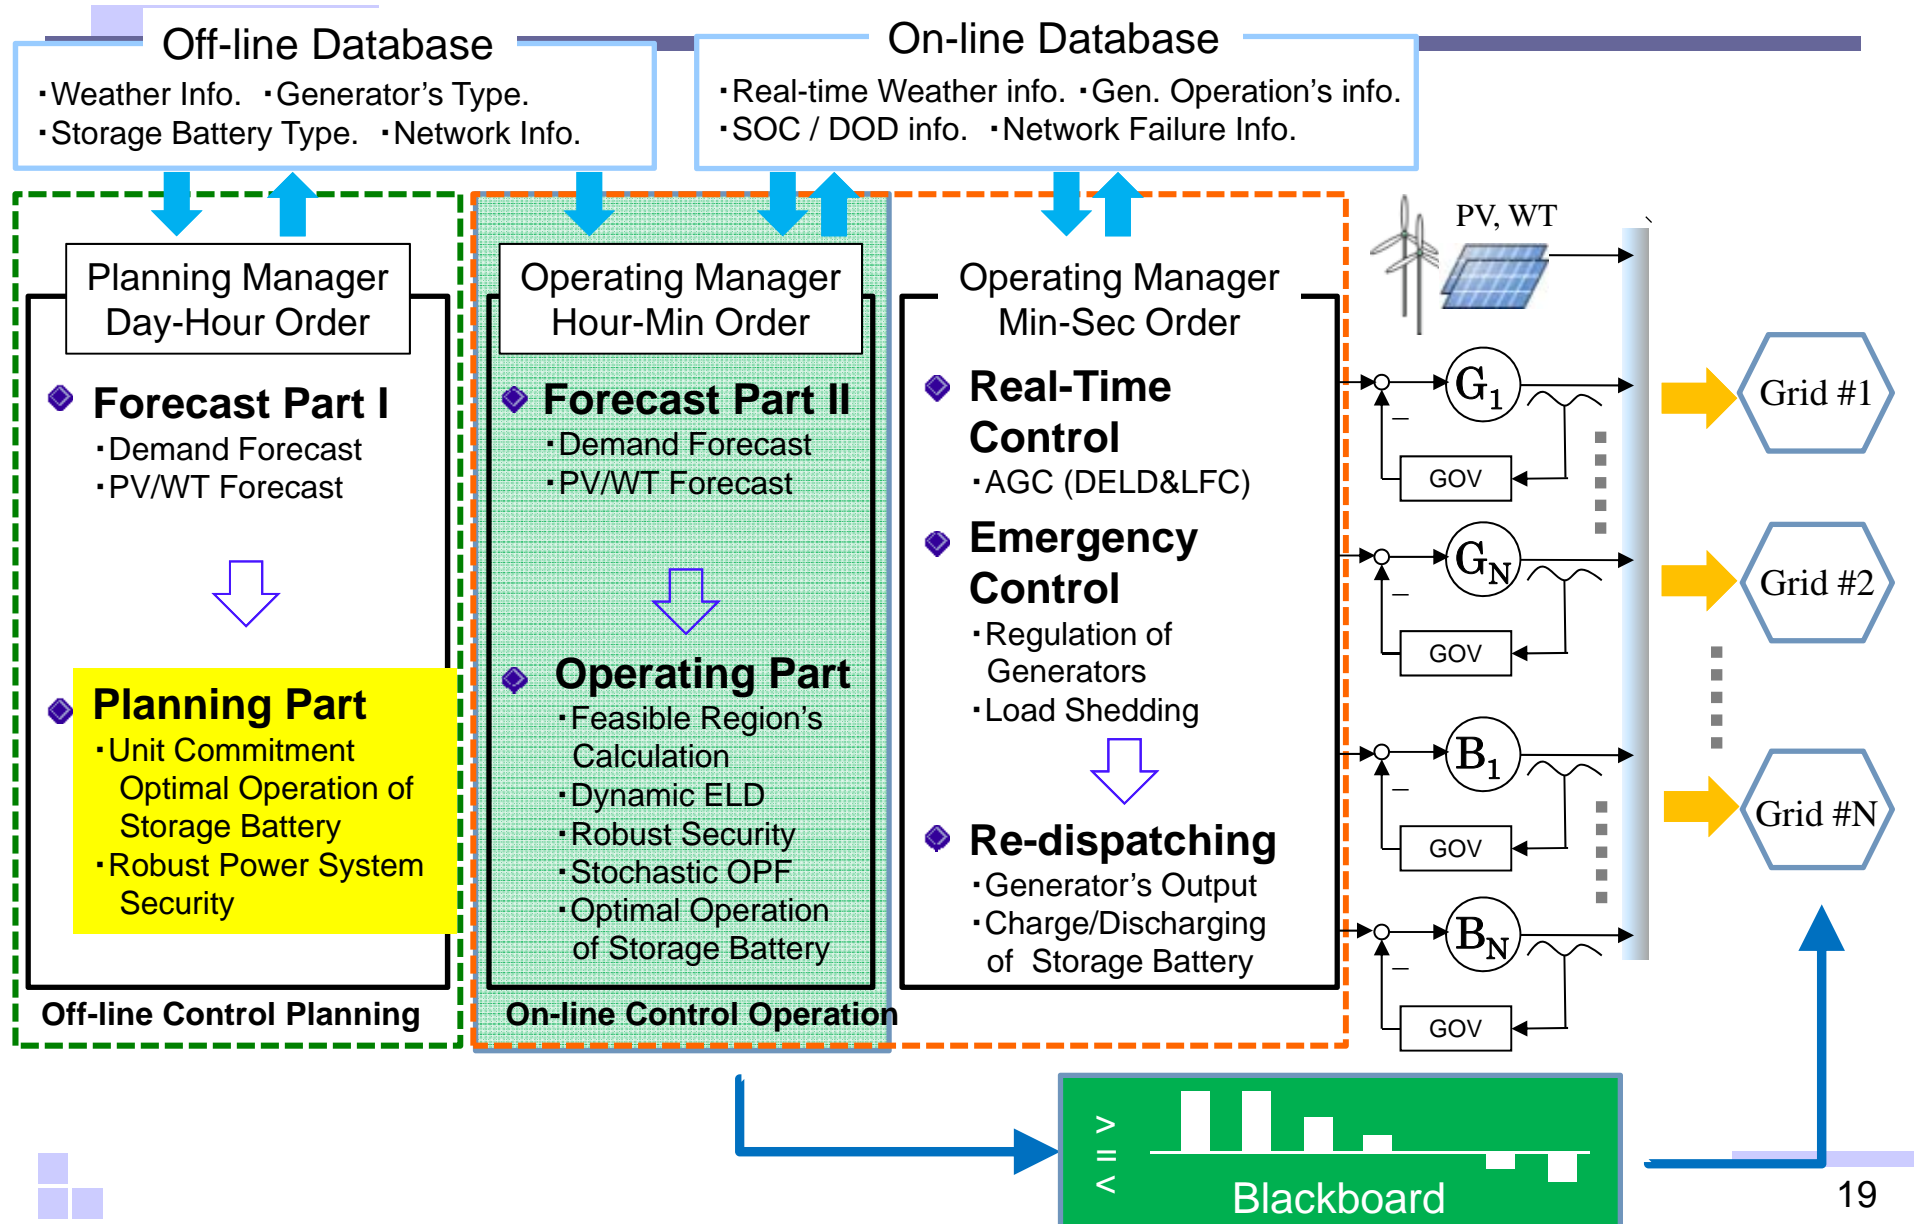 Off-line Database
・Weather Info. ・Generator's Type.
・Storage Battery Type. ・Network Info.
On-line Database
・Real-time Weather info. ・Gen. Operation's info.
・SOC / DOD info. ・Network Failure Info.
Planning Manager
Day-Hour Order
Forecast Part I
・Demand Forecast
・PV/WT Forecast
Planning Part
・Unit Commitment
Optimal Operation of
Storage Battery
・Robust Power System
Security
Off-line Control Planning
Operating Manager
Hour-Min Order
Forecast Part II
・Demand Forecast
・PV/WT Forecast
Operating Part
・Feasible Region's
Calculation
・Dynamic ELD
・Robust Security
・Stochastic OPF
・Optimal Operation
of Storage Battery
On-line Control Operation
Operating Manager
Min-Sec Order
Real-Time
Control
・AGC (DELD&LFC)
Emergency
Control
・Regulation of
Generators
・Load Shedding
Re-dispatching
・Generator's Output
・Charge/Discharging
of Storage Battery
PV, WT
G1
−
GOV
GN
−
GOV
B1
−
GOV
BN
−
GOV
Grid #1
Grid #2
Grid #N
< = >
Blackboard
19